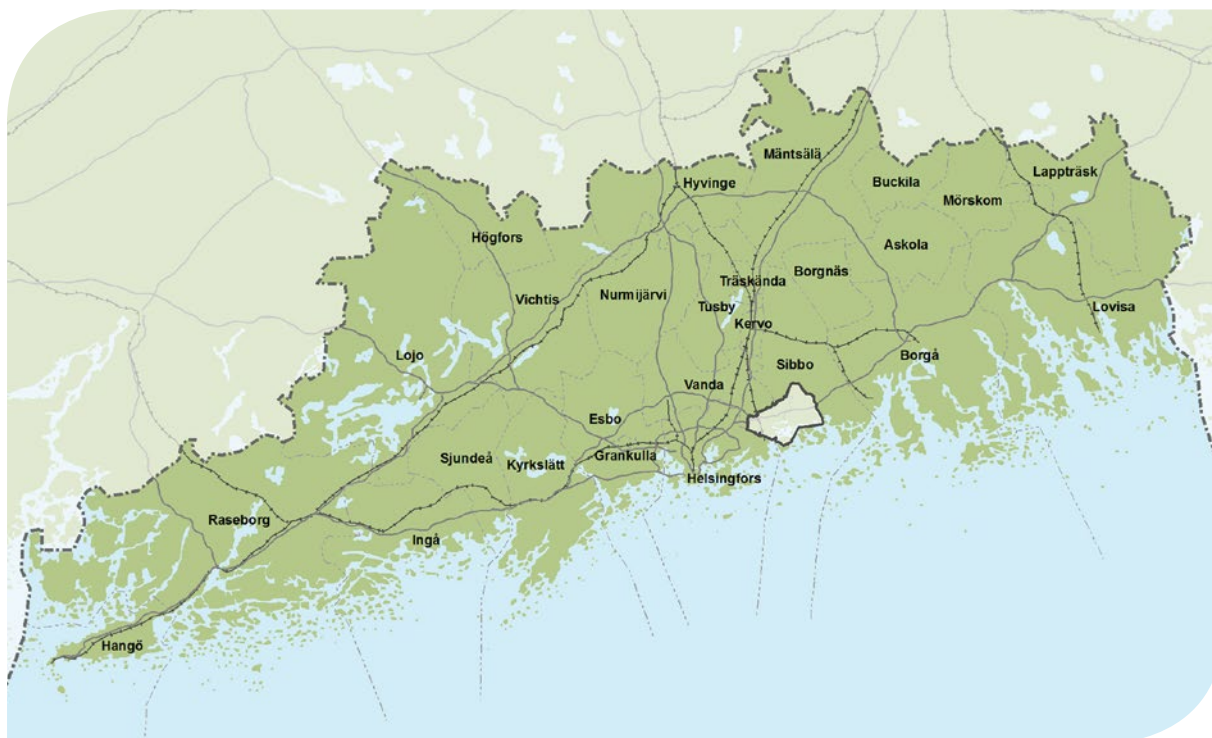 Mäntsälä
Lappträsk
Hyvinge
Buckila
Mörskom
Högfors
Askola
Borgnäs
Träskända
Nurmijärvi
Vichtis
Tusby
Lovisa
Kervo
Lojo
Borgå
Sibbo
Vanda
Esbo
Grankulla
Sjundeå
Kyrkslätt
Helsingfors
Raseborg
Ingå
Hangö